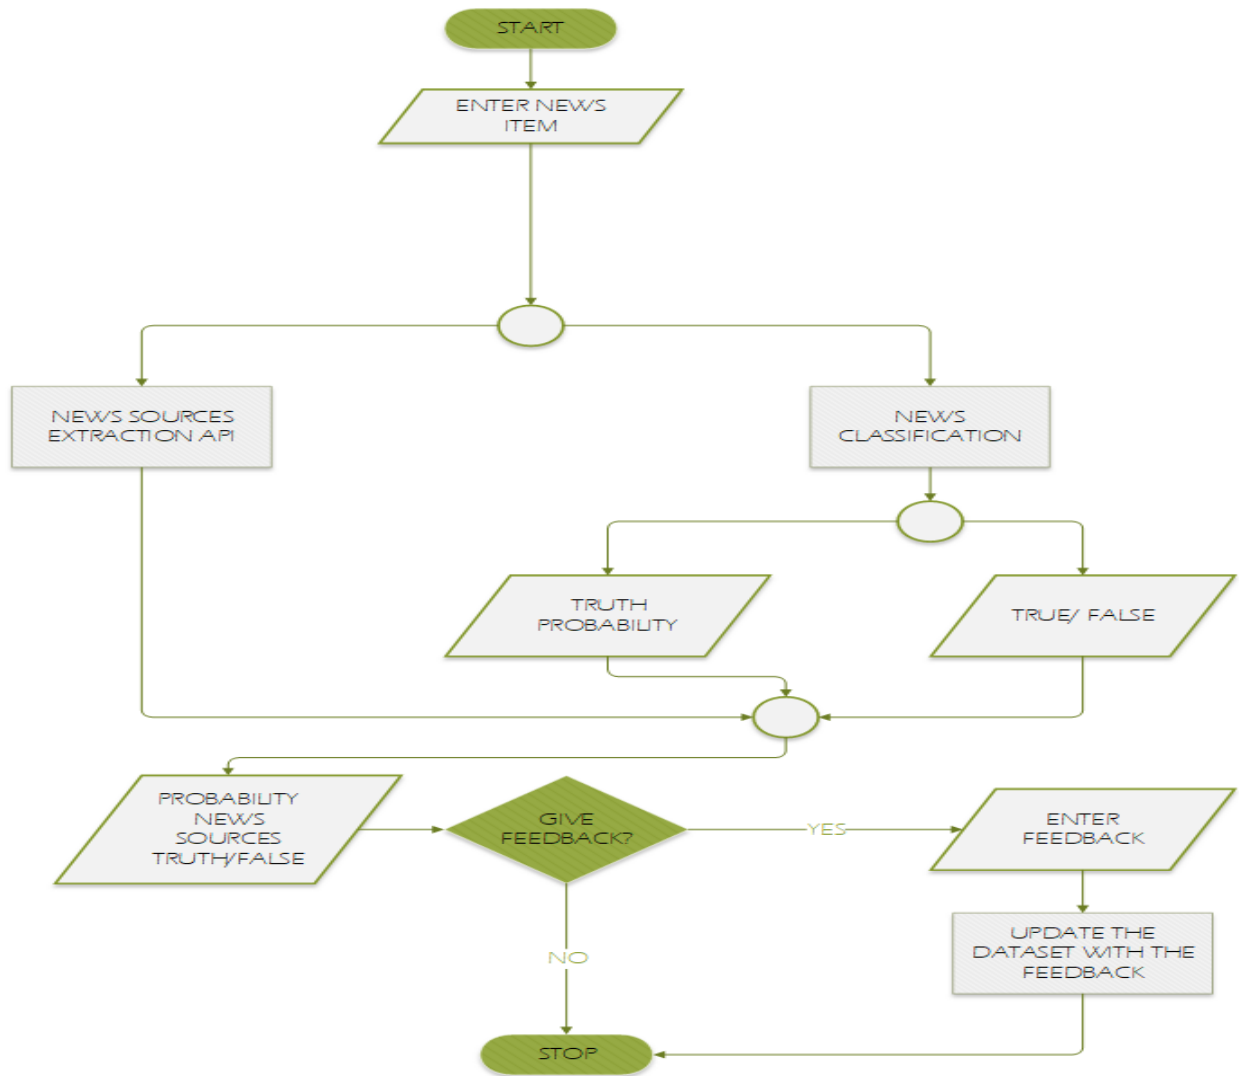 START
ENTER NEWS
ITEM
NEWS SOURCES
EXTRACTION API
NEWS
CLASSIFICATION
TRUTH
PROBABILITY
TRUE/ FALSE
PROBABILITY
NEWS
SOURCES
TRUTH/FALSE
GIVE
FEEDBACK?
YES
ENTER
FEEDBACK
UPDATE THE
DATASET WITH THE
FEEDBACK
NO
STOP